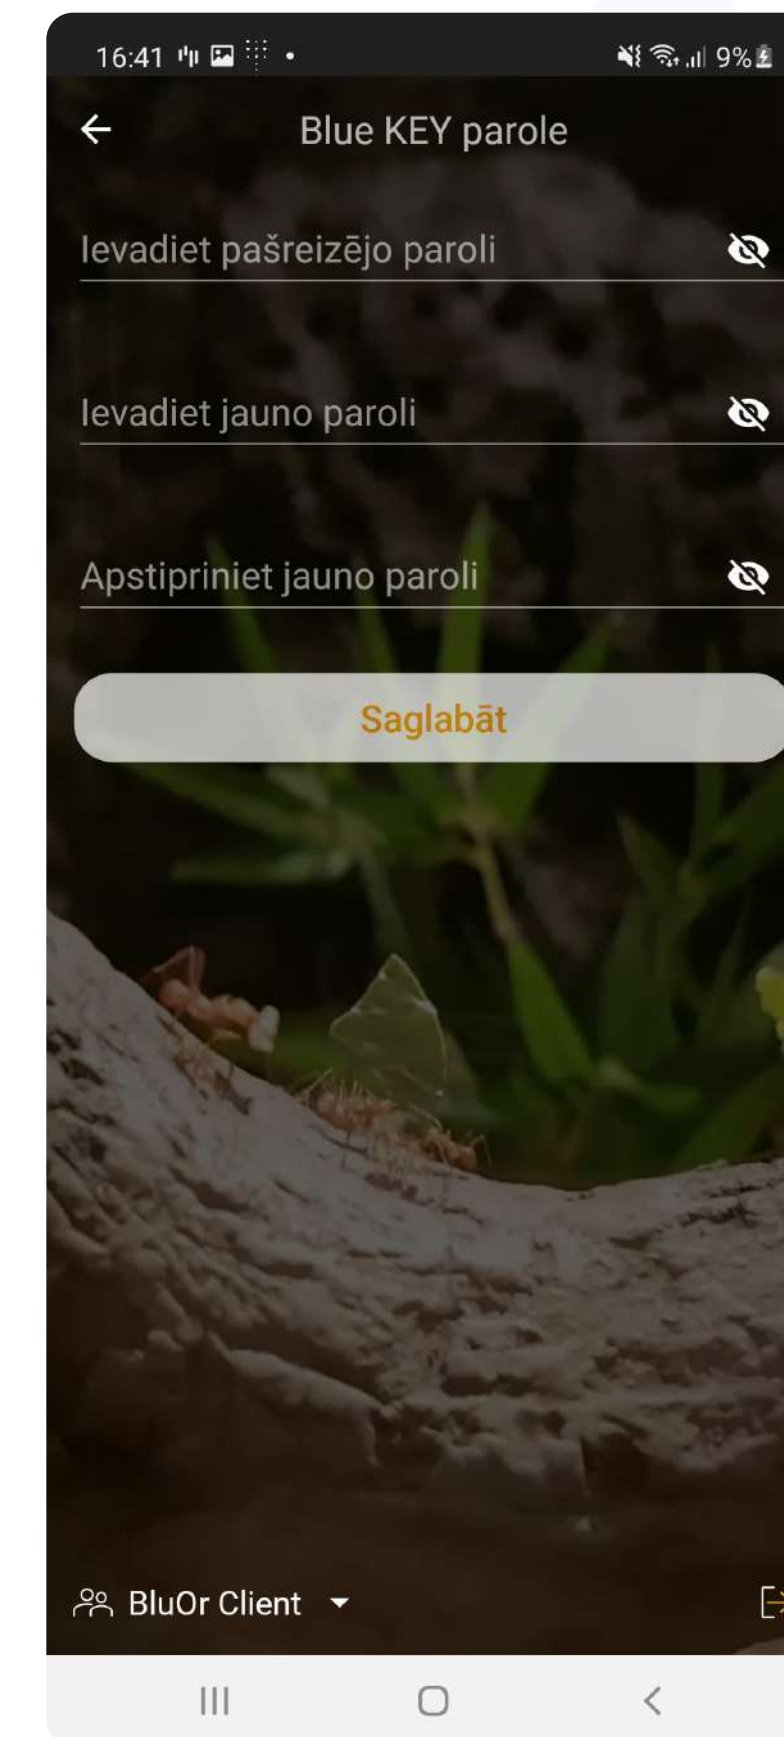 16:41
9%
Blue KEY parole
Ievadiet pašreizējo paroli
Ievadiet jauno paroli
Apstipriniet jauno paroli
Saglabāt
BluOr Client